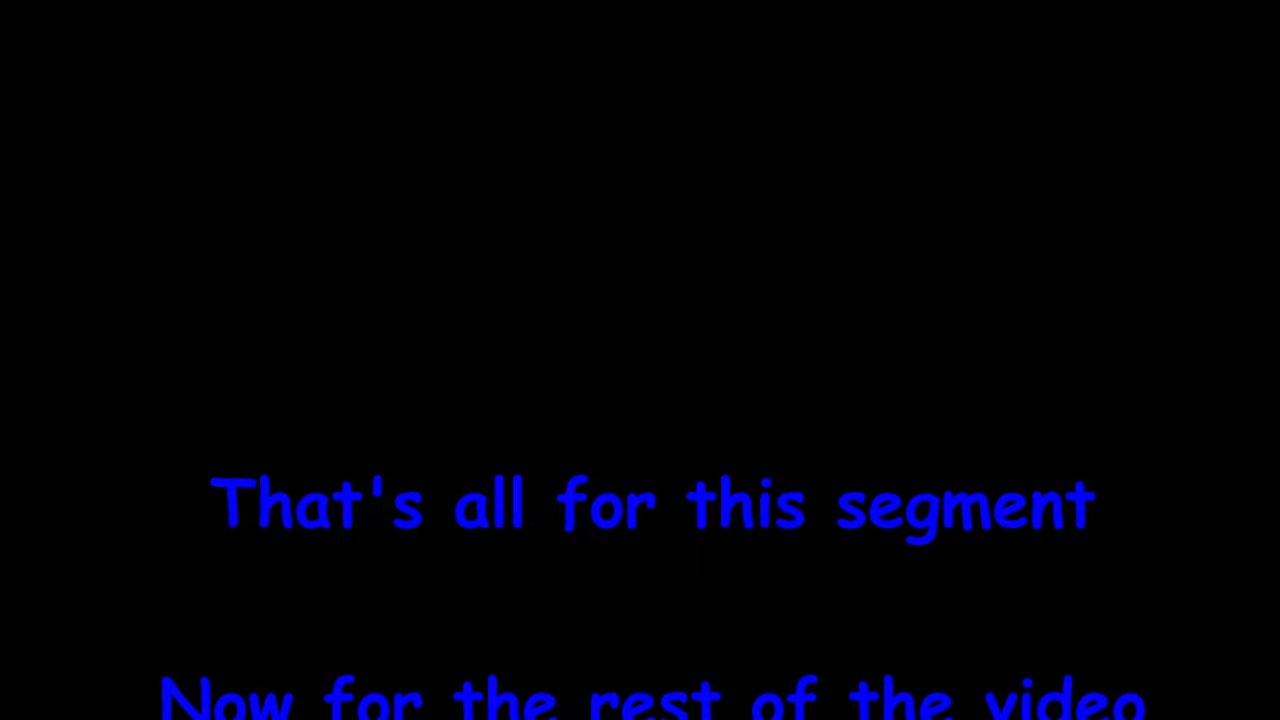 That's all for this segment
Now for the rest of the video